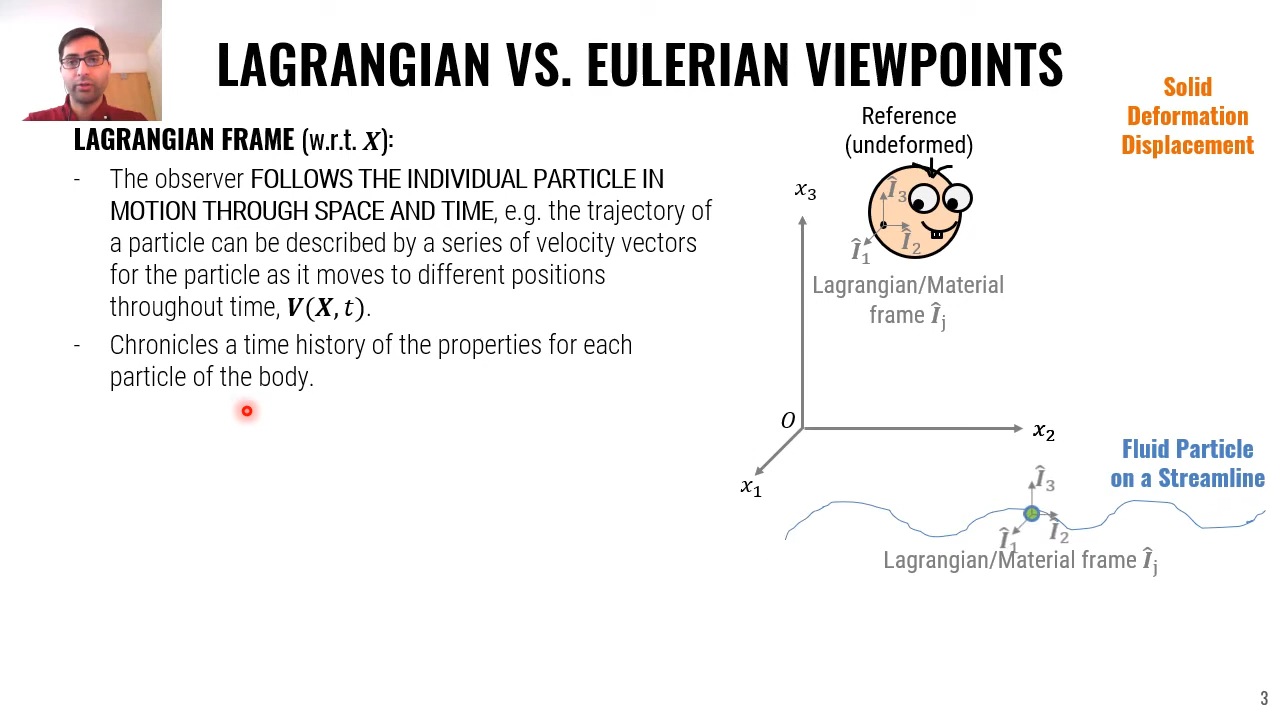 LAGRANGIAN VS. EULERIAN VIEWPOINTS
LAGRANGIAN FRAME (w.r.t. X):
- The observer FOLLOWS THE INDIVIDUAL PARTICLE IN
MOTION THROUGH SPACE AND TIME, e.g. the trajectory of
a particle can be described by a series of velocity vectors
for the particle as it moves to different positions
throughout time, V(X, t).
- Chronicles a time history of the properties for each
particle of the body.
Solid
Deformation
Displacement
Reference
(undeformed)
x₃
Î₃
Î₂
Î₁
Lagrangian/Material
frame Îⱼ
O
x₂
x₁
Fluid Particle
on a Streamline
Î₃
Î₂
Î₁
Lagrangian/Material frame Îⱼ
3